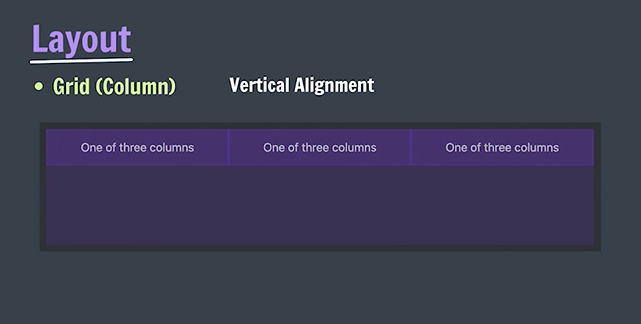 Layout
• Grid (Column)
Vertical Alignment
One of three columns One of three columns One of three columns